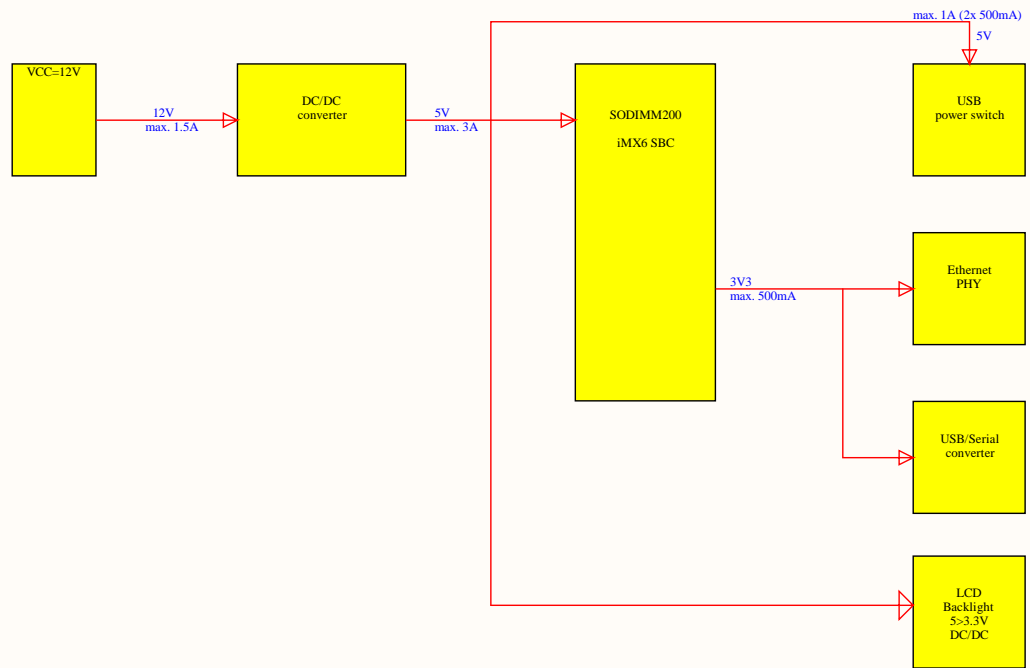 max. 1A (2x 500mA)
5V
VCC=12V
12V
max. 1.5A
DC/DC
converter
5V
max. 3A
SODIMM200
iMX6 SBC
USB
power switch
3V3
max. 500mA
Ethernet
PHY
USB/Serial
converter
LCD
Backlight
5>3.3V
DC/DC